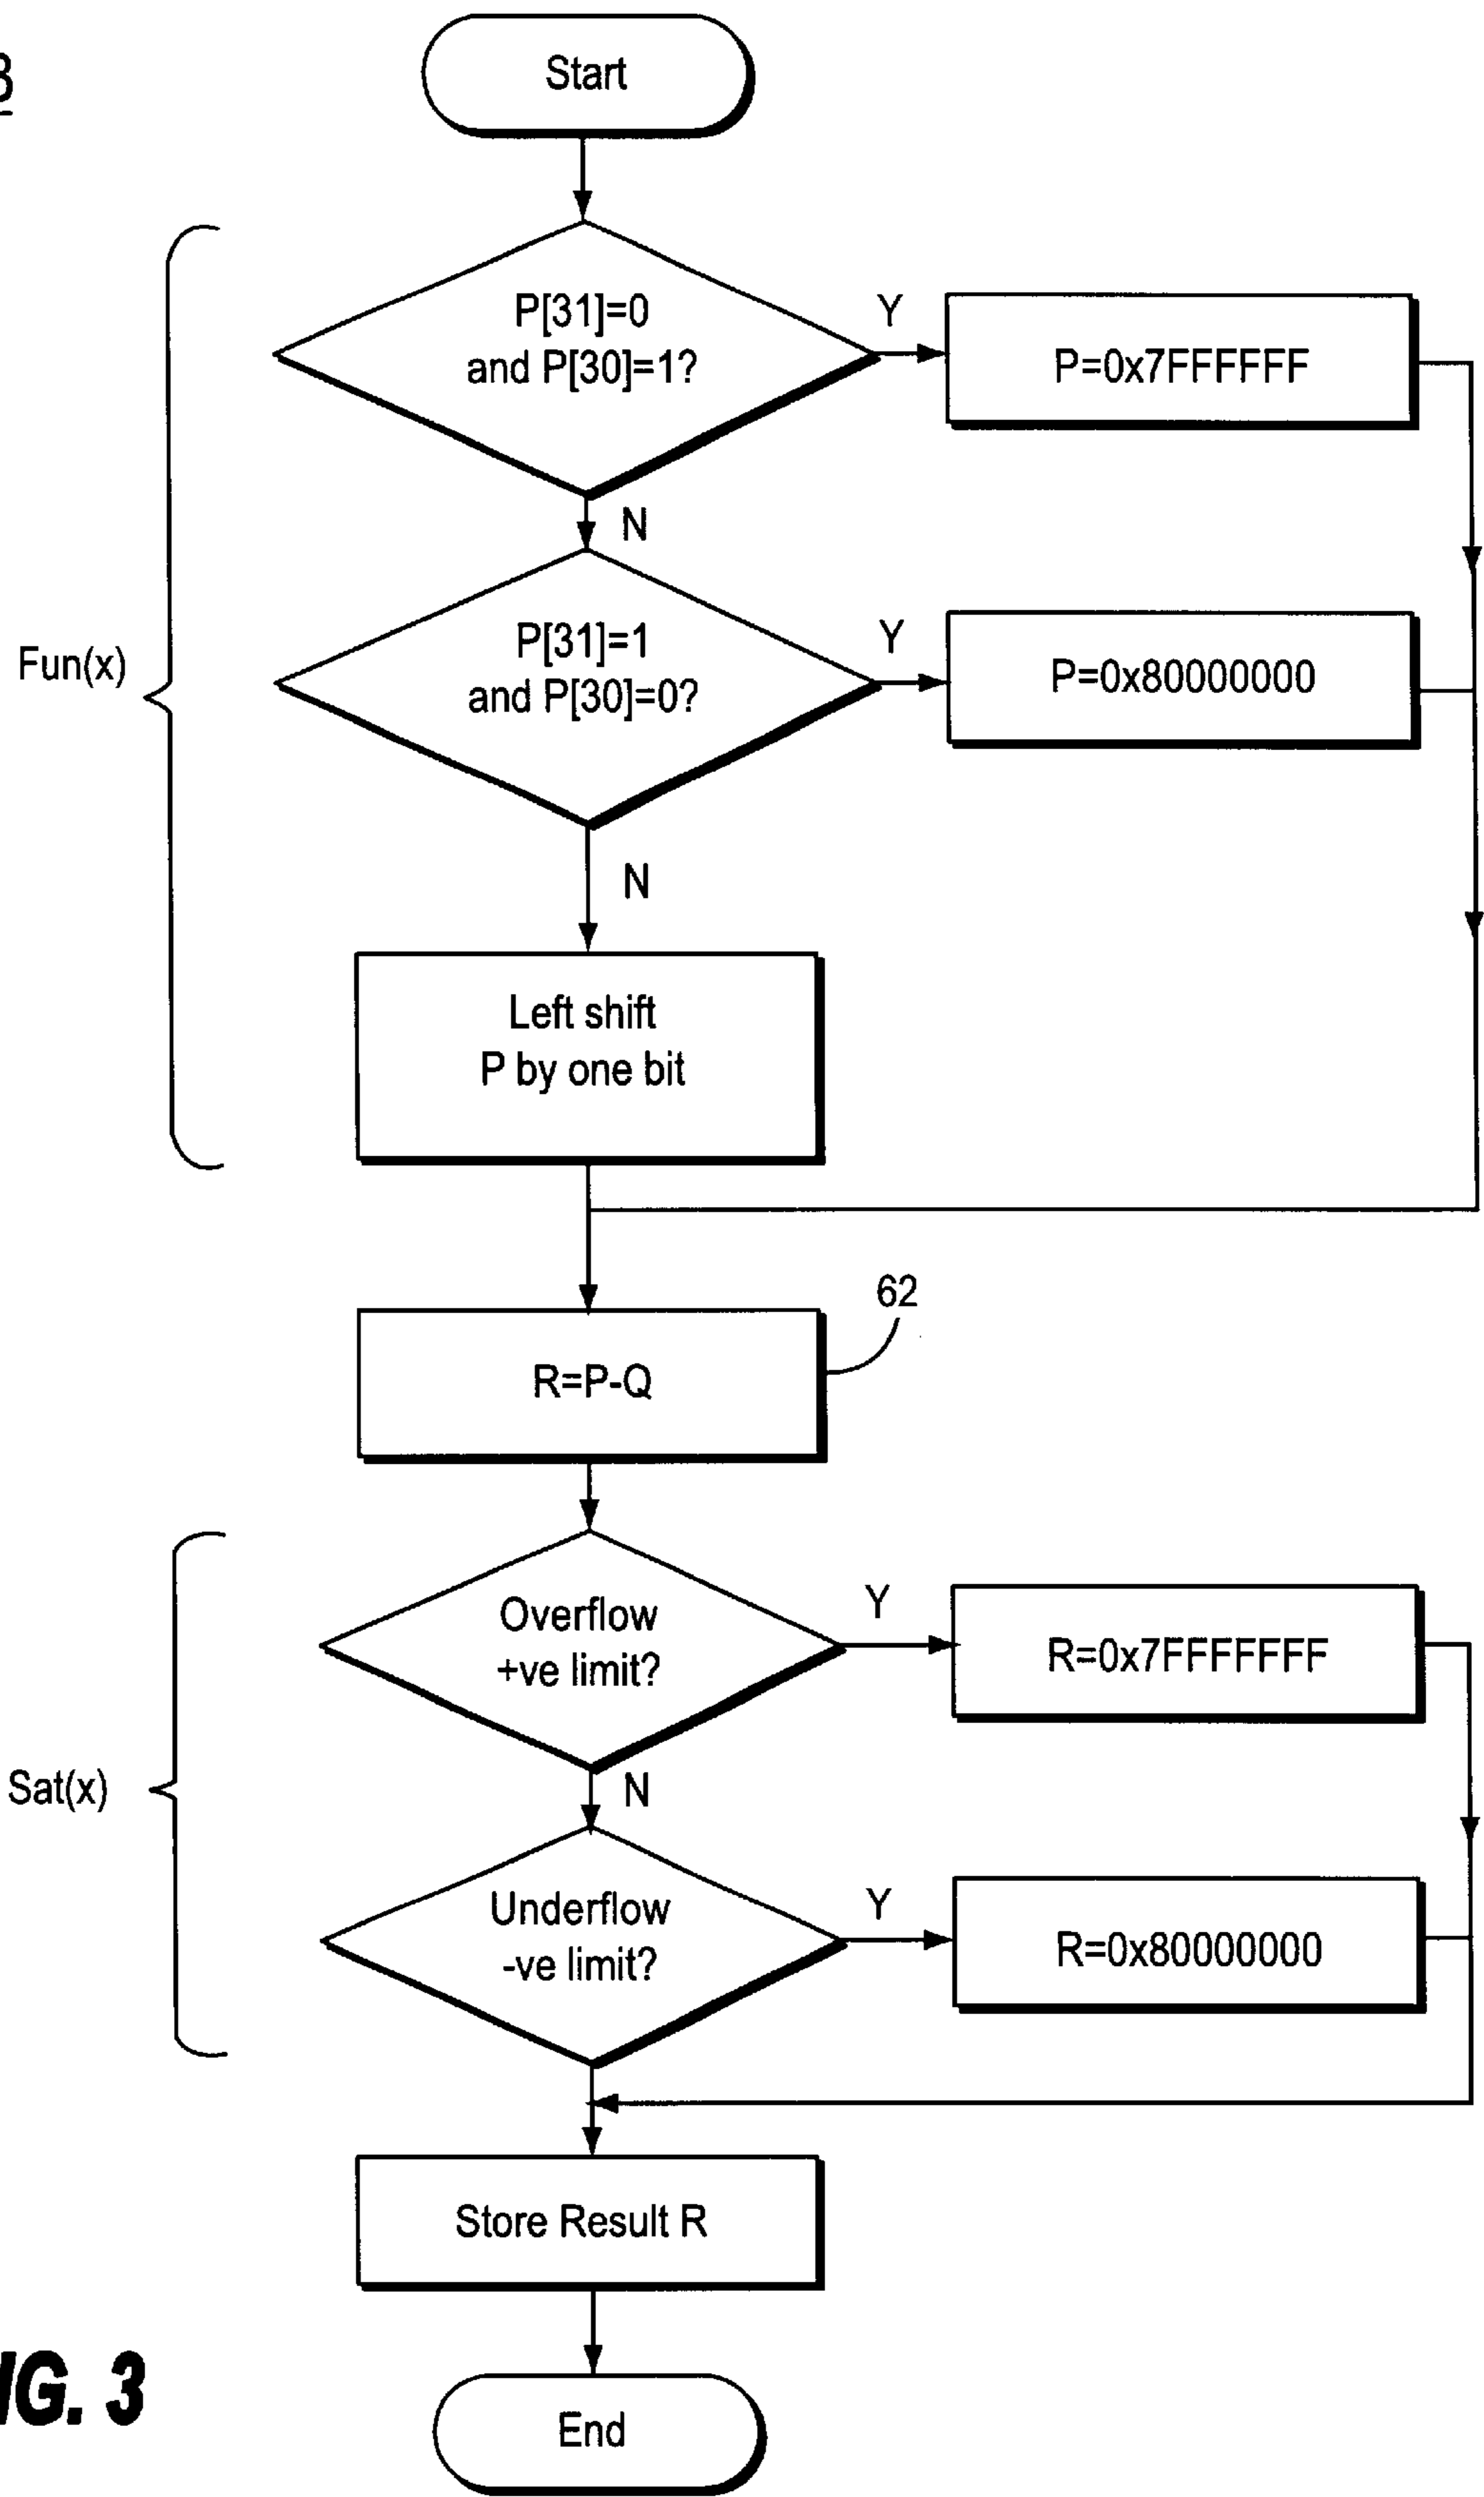 Start
P[31]=0
and P[30]=1?
Y
P=0x7FFFFFF
N
P[31]=1
and P[30]=0?
Y
P=0x80000000
Fun(x)
N
Left shift
P by one bit
62
R=P-Q
Overflow
+ve limit?
Y
R=0x7FFFFFFF
Sat(x)
N
Underflow
-ve limit?
Y
R=0x80000000
Store Result R
End
IG. 3